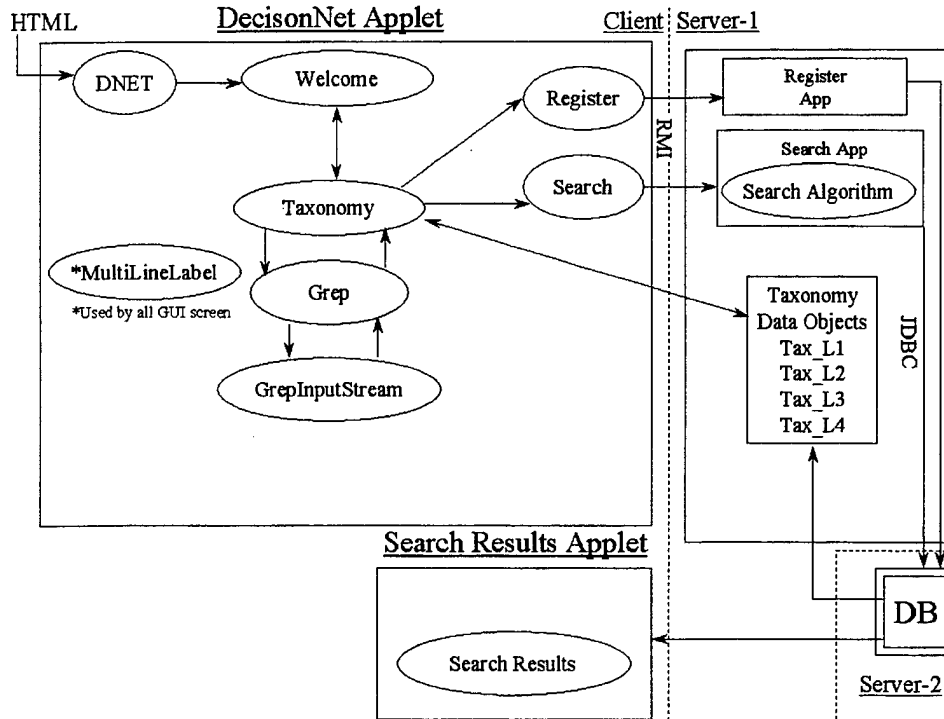 HTML
DecisonNet Applet
Client
Server-1
DNET
Welcome
Register
Register
App
RMI
Search App
Search
Search Algorithm
Taxonomy
*MultiLineLabel
*Used by all GUI screen
Grep
GrepInputStream
Taxonomy
Data Objects
Tax_L1
Tax_L2
Tax_L3
Tax_L4
JDBC
Search Results Applet
Search Results
DB
Server-2